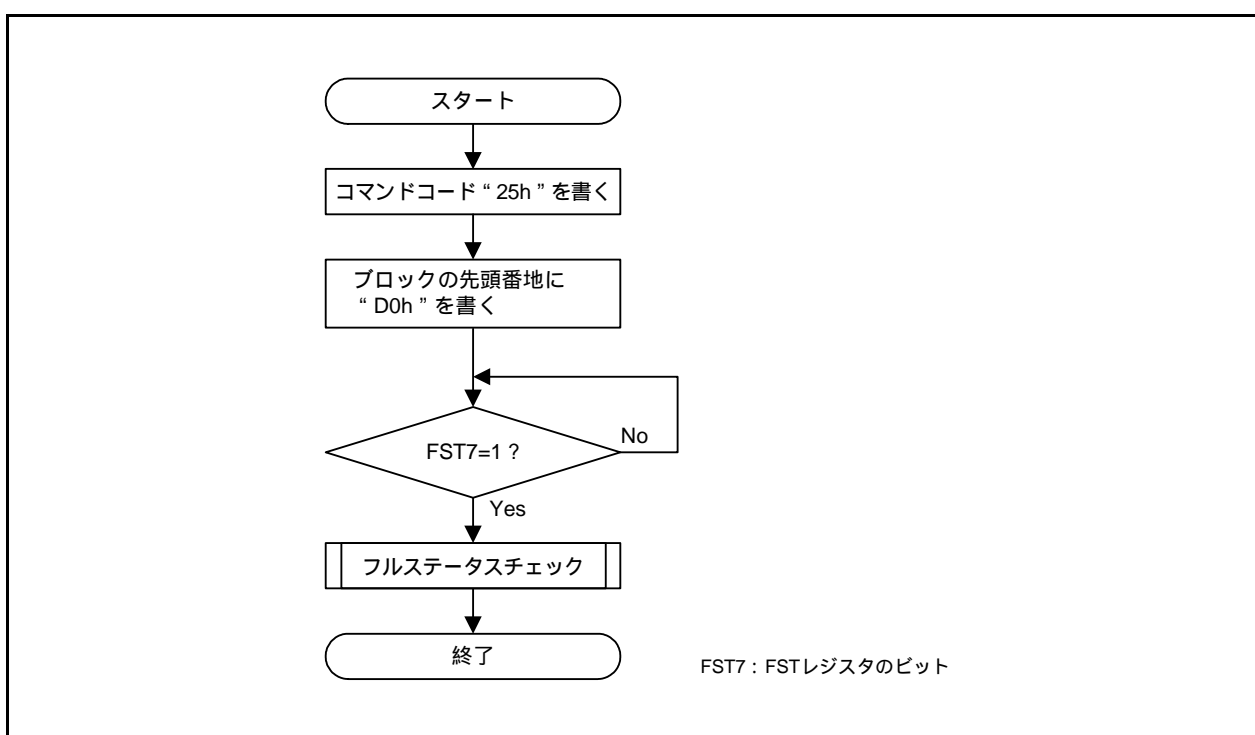 スタート
コマンドコード“ 25h ”を書く
ブロックの先頭番地に
“ D0h ”を書く
FST7=1 ?
No
Yes
フルステータスチェック
終了
FST7 : FSTレジスタのビット